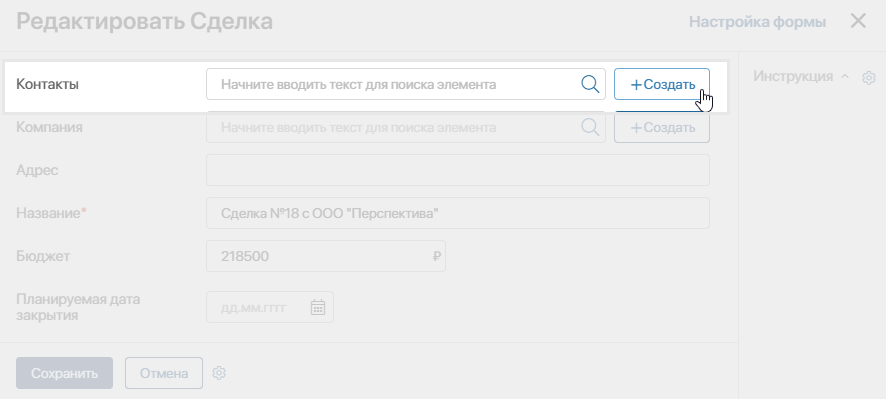 Редактировать Сделка
Настройка формы
Контакты
Начните вводить текст для поиска элемента
+Создать
Инструкция
Компания
Начните вводить текст для поиска элемента
+Создать
Адрес
Название*
Сделка №18 с ООО "Перспектива"
Бюджет
218500
₽
Планируемая дата
закрытия
дд.мм.гггг
Сохранить
Отмена